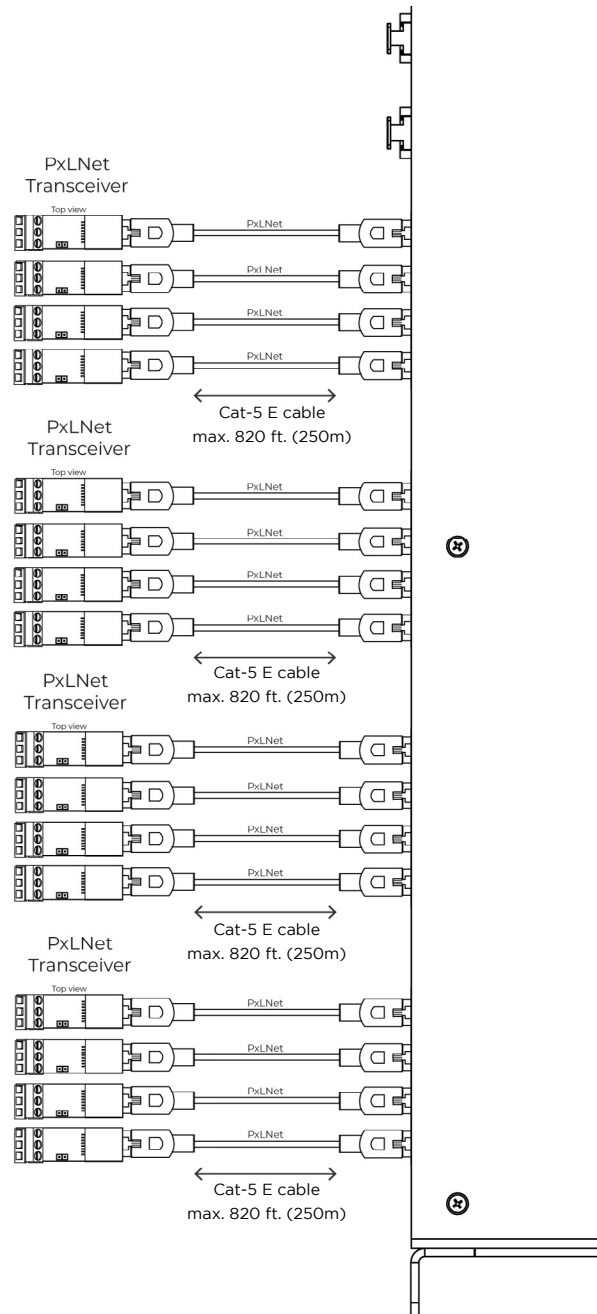 PxLNet
Transceiver
Top view
PxLNet
PxLNet
PxLNet
PxLNet
Cat-5 E cable
max. 820 ft. (250m)
PxLNet
Transceiver
Top view
PxLNet
PxLNet
PxLNet
PxLNet
Cat-5 E cable
max. 820 ft. (250m)
PxLNet
Transceiver
Top view
PxLNet
PxLNet
PxLNet
PxLNet
Cat-5 E cable
max. 820 ft. (250m)
PxLNet
Transceiver
Top view
PxLNet
PxLNet
PxLNet
PxLNet
Cat-5 E cable
max. 820 ft. (250m)